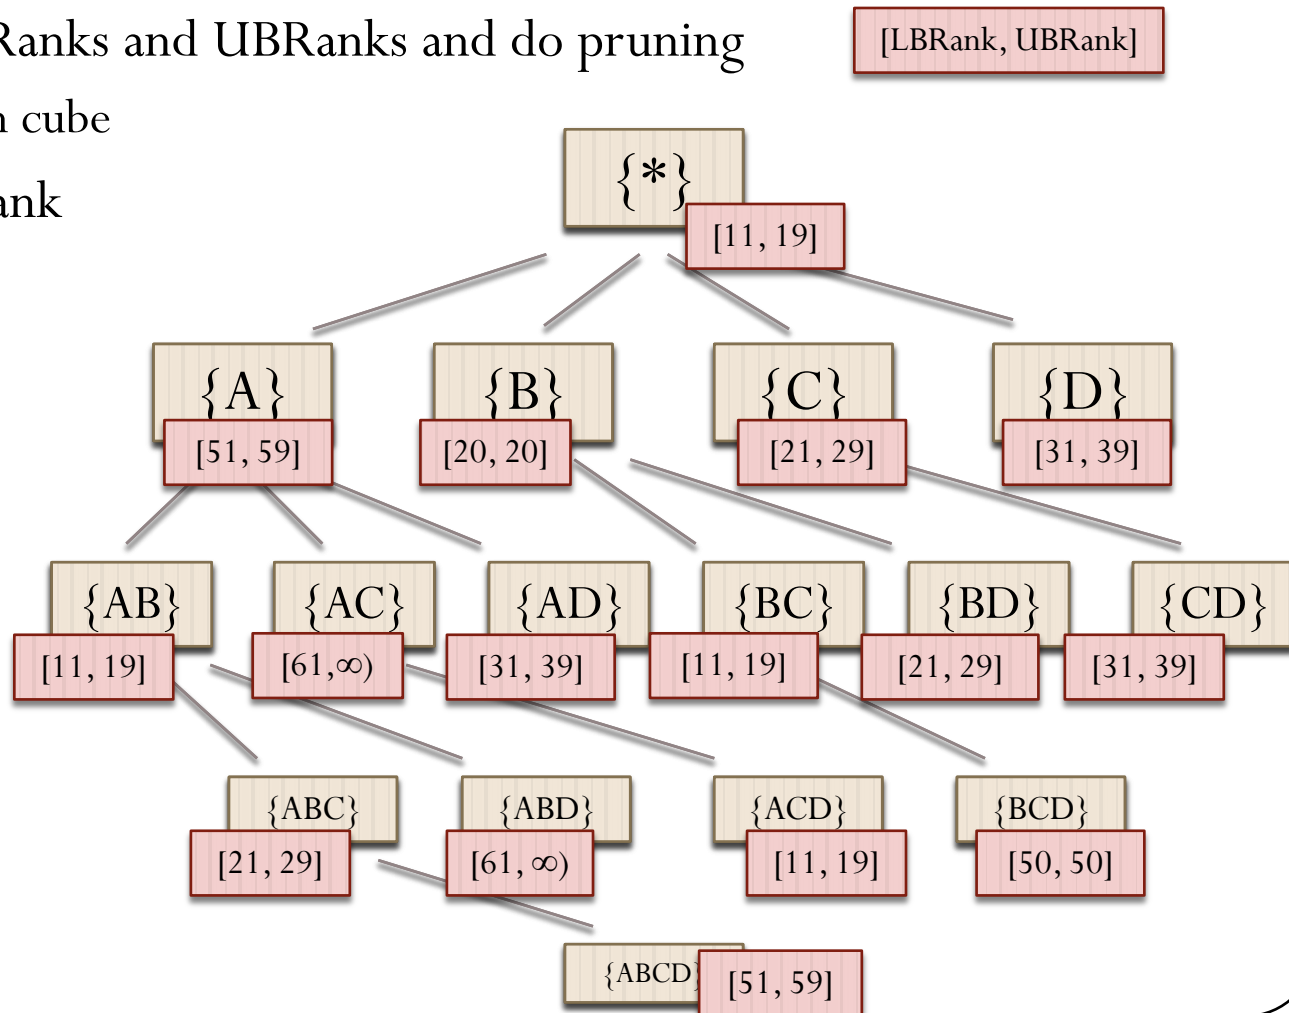 Ranks and UBRanks and do pruning
[LBRank, UBRank]
cube
{*}
[11, 19]
{A} {B} {C} {D}
[51, 59] [20, 20] [21, 29] [31, 39]
{AB} {AC} {AD} {BC} {BD} {CD}
[11, 19] [61,∞) [31, 39] [11, 19] [21, 29] [31, 39]
{ABC} {ABD} {ACD} {BCD}
[21, 29] [61, ∞) [11, 19] [50, 50]
{ABCD} [51, 59]